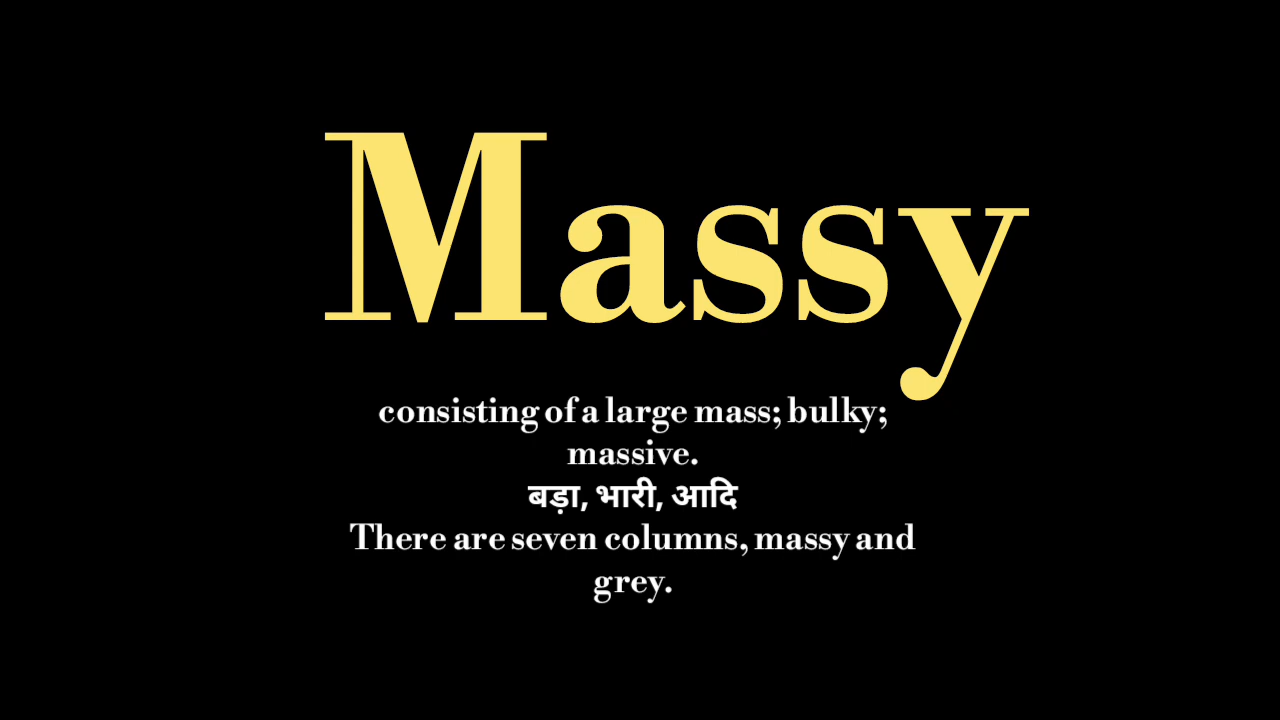 Massy
consisting of a large mass; bulky;
massive.
बड़ा, भारी, आदि
There are seven columns, massy and
grey.